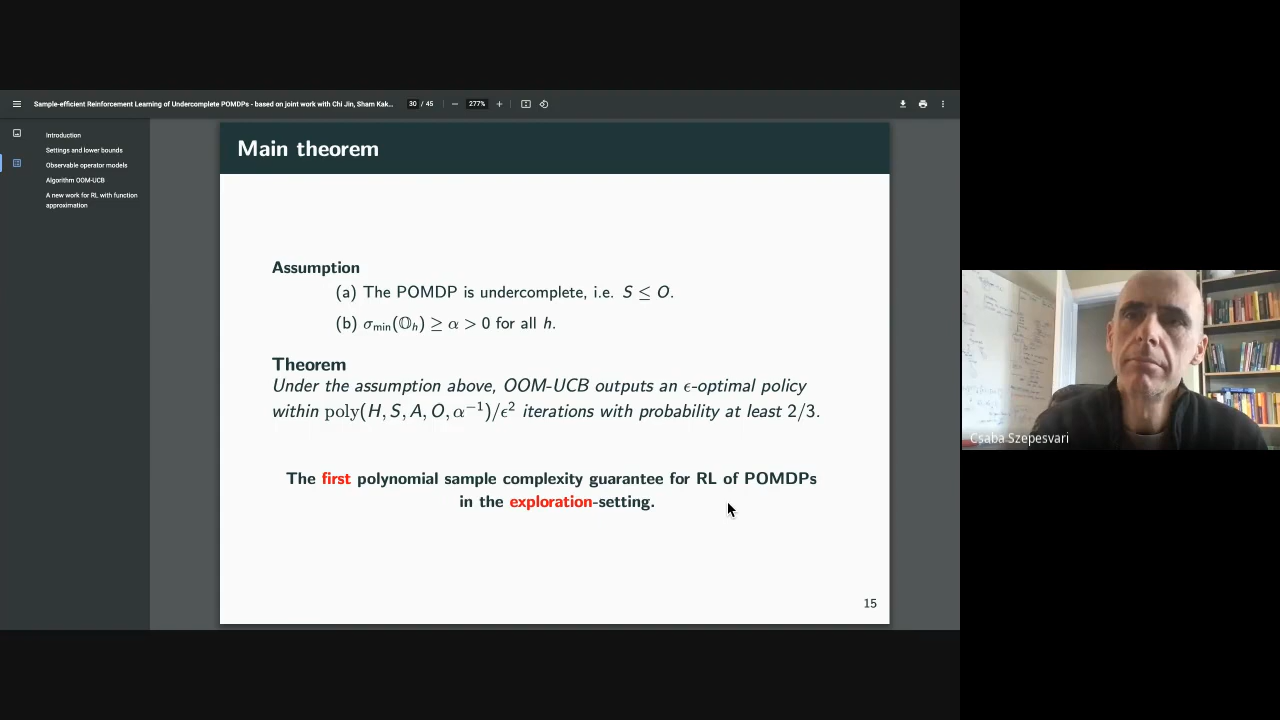 Sample-efficient Reinforcement Learning of Undercomplete POMDPs - based on joint work with Chi Jin, Sham Kak...
30 / 45
277%
Introduction
Settings and lower bounds
Observable operator models
Algorithm OOM-UCB
A new work for RL with function
approximation
Main theorem
Assumption
(a) The POMDP is undercomplete, i.e. S ≤ O.
(b) σ_min(𝕆_h) ≥ α > 0 for all h.
Theorem
Under the assumption above, OOM-UCB outputs an ϵ-optimal policy
within poly(H, S, A, O, α⁻¹)/ϵ² iterations with probability at least 2/3.
The first polynomial sample complexity guarantee for RL of POMDPs
in the exploration-setting.
15
Csaba Szepesvari